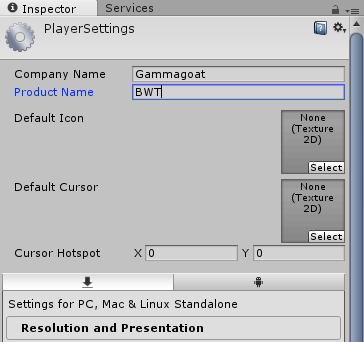 Inspector Services
PlayerSettings
Company Name Gammagoat
Product Name BWT
Default Icon
None
(Texture
2D)
Select
Default Cursor
None
(Texture
2D)
Select
Cursor Hotspot X 0 Y 0
Settings for PC, Mac & Linux Standalone
Resolution and Presentation